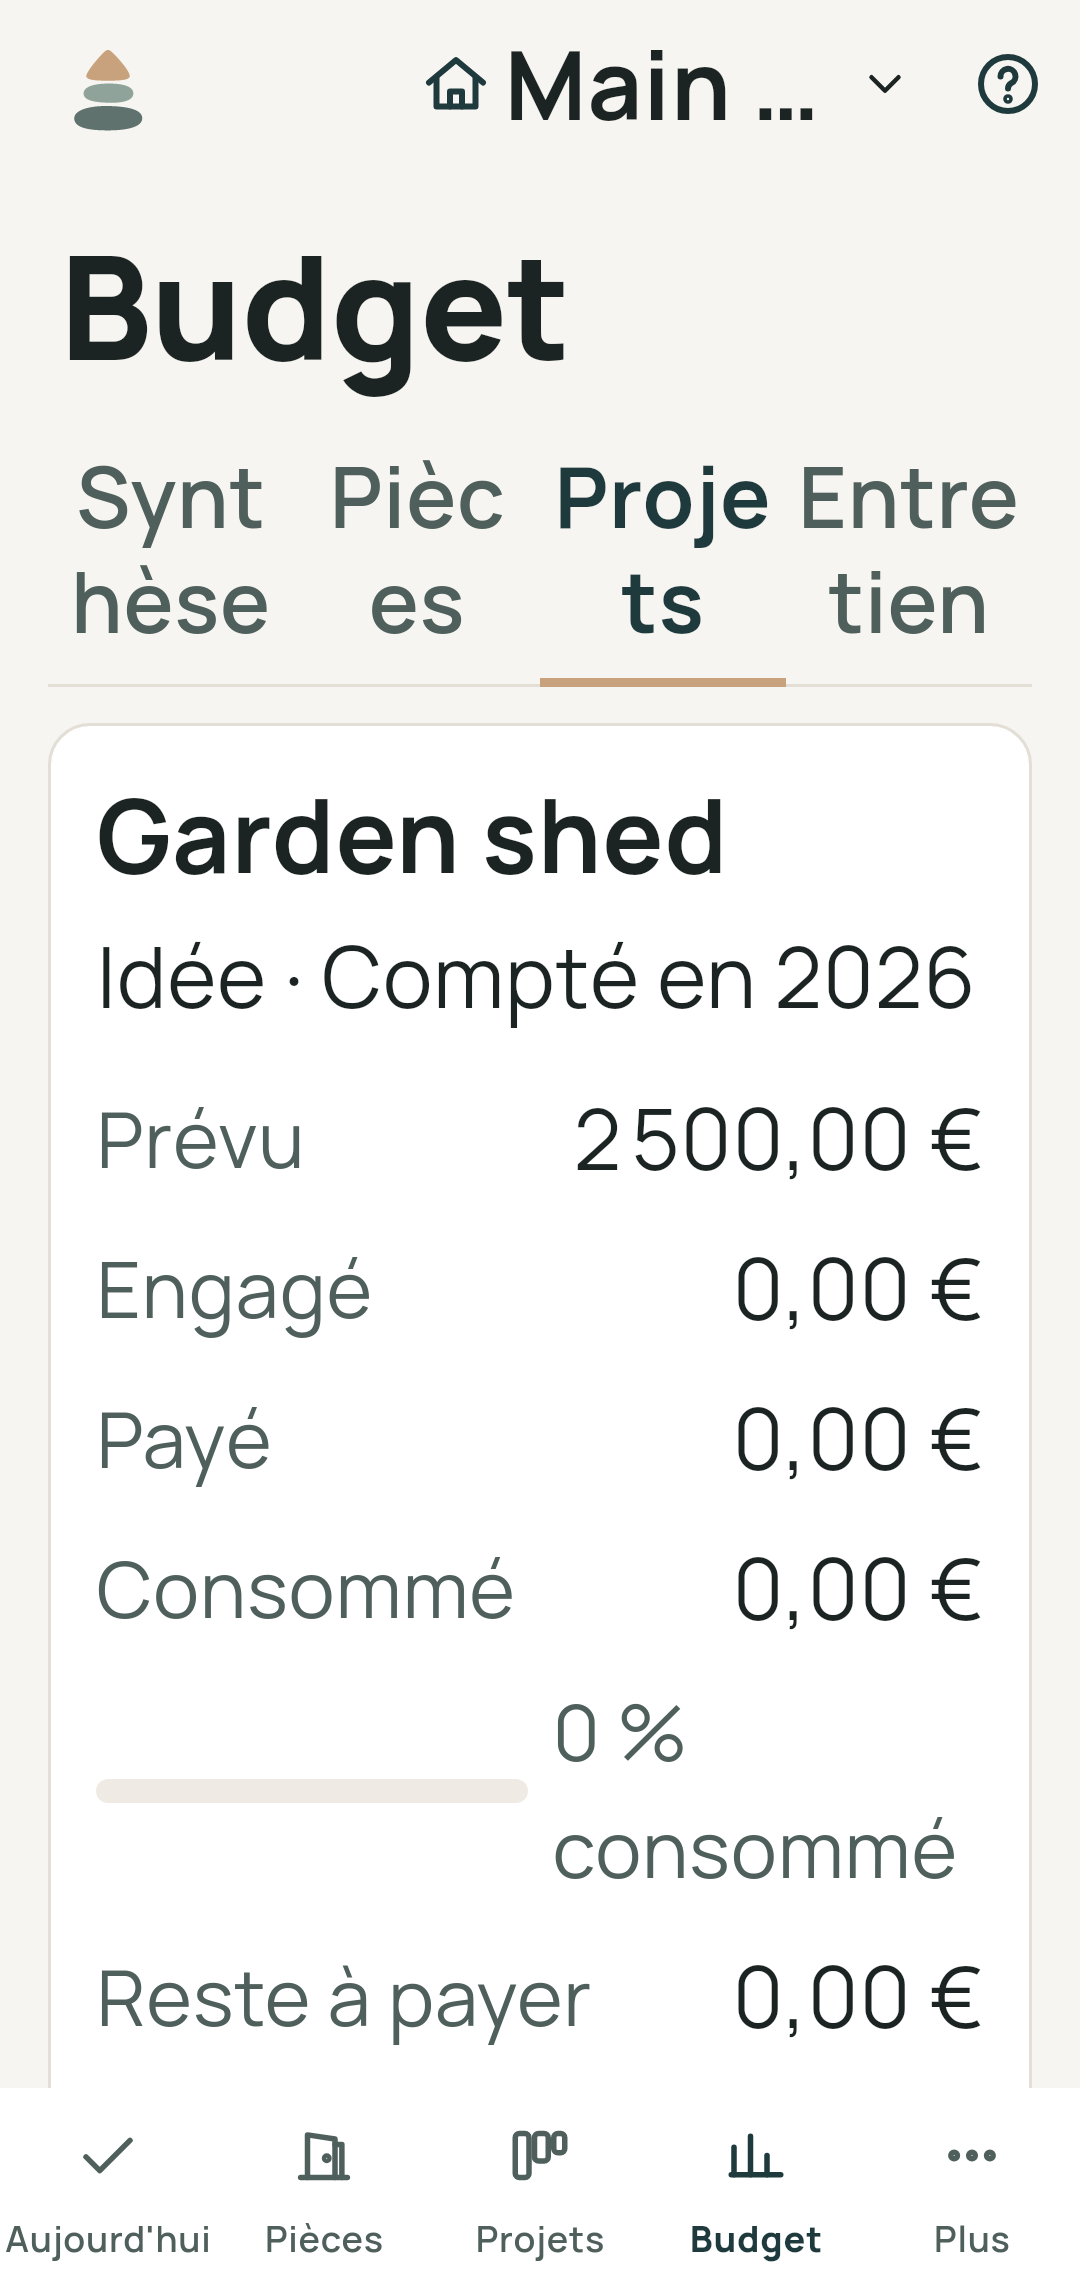 Main ...
Budget
Synt
hèse
Pièc
es
Proje
ts
Entre
tien
Garden shed
Idée · Compté en 2026
Prévu 2 500,00 €
Engagé 0,00 €
Payé 0,00 €
Consommé 0,00 €
0 %
consommé
Reste à payer 0,00 €
Aujourd'hui Pièces Projets Budget Plus